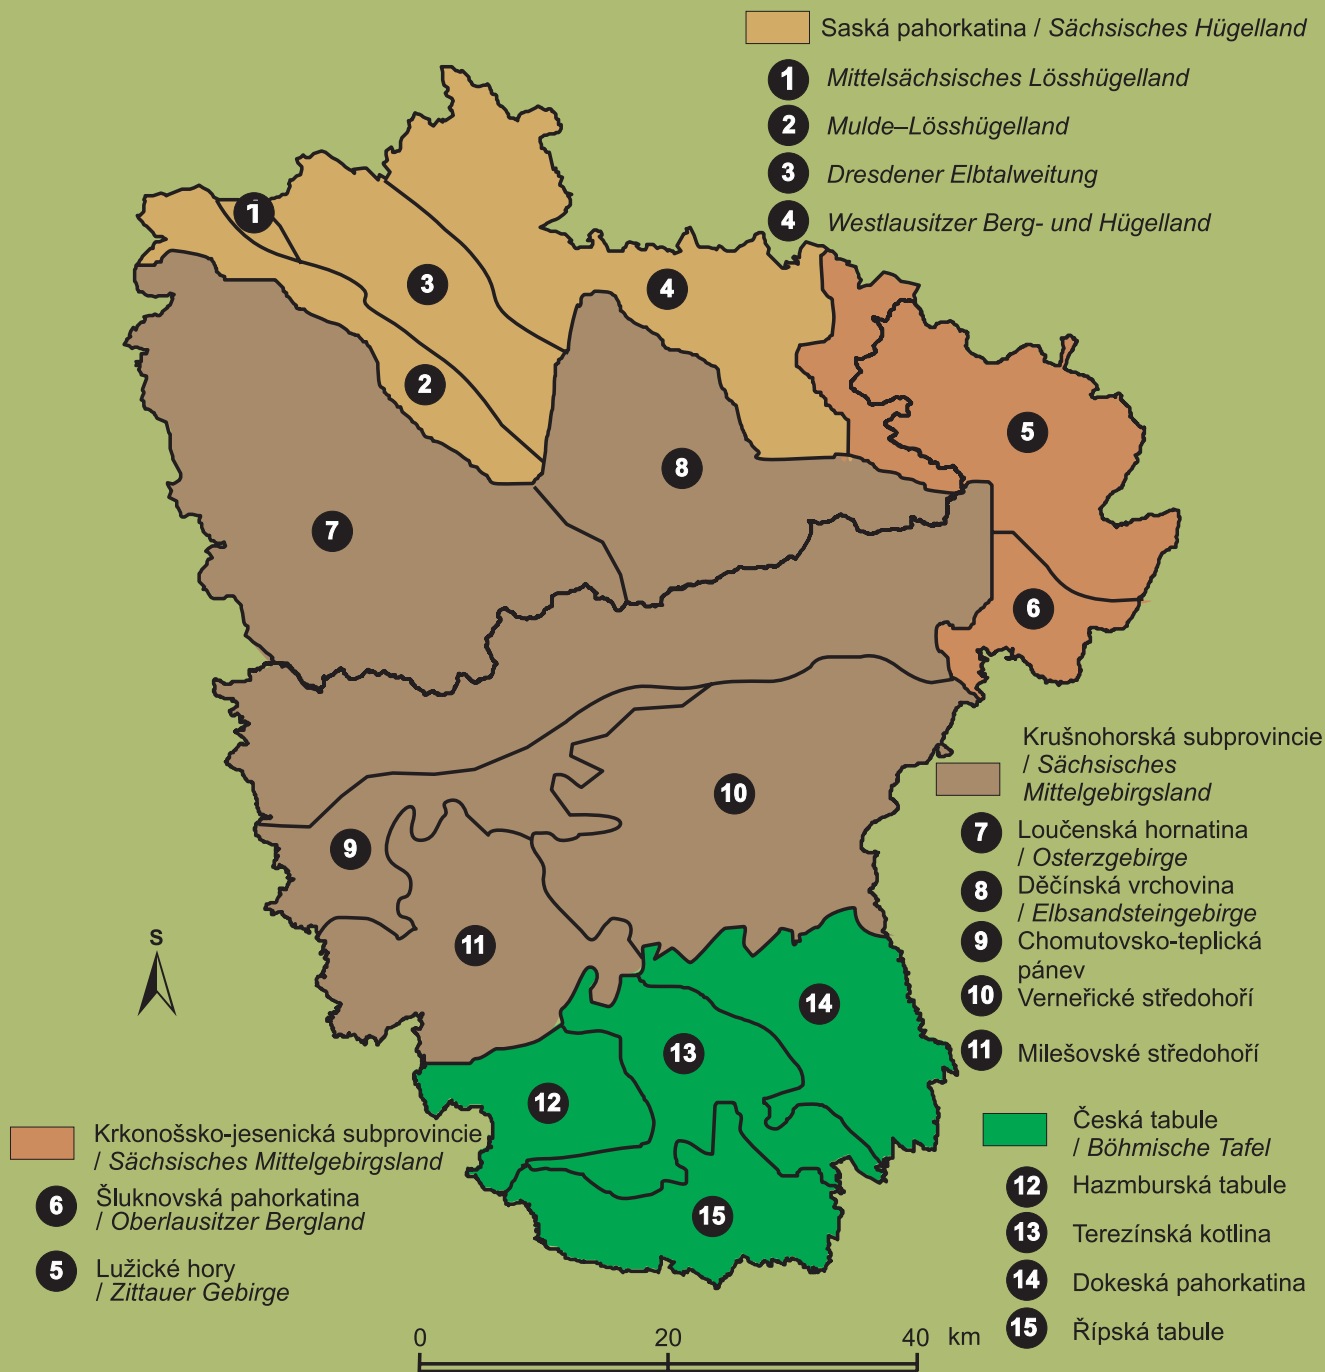 Saská pahorkatina / Sächsisches Hügelland
1 Mittelsächsisches Lösshügelland
2 Mulde–Lösshügelland
3 Dresdener Elbtalweitung
4 Westlausitzer Berg- und Hügelland
1
3
4
2
5
8
7
6
10
9
11
14
13
12
15
S
Krušnohorská subprovincie
/ Sächsisches
Mittelgebirgsland
7 Loučenská hornatina
/ Osterzgebirge
8 Děčínská vrchovina
/ Elbsandsteingebirge
9 Chomutovsko-teplická
pánev
10 Verneřické středohoří
11 Milešovské středohoří
Krkonošsko-jesenická subprovincie
/ Sächsisches Mittelgebirgsland
6 Šluknovská pahorkatina
/ Oberlausitzer Bergland
5 Lužické hory
/ Zittauer Gebirge
Česká tabule
/ Böhmische Tafel
12 Hazmburská tabule
13 Terezínská kotlina
14 Dokeská pahorkatina
15 Řípská tabule
0 20 40 km